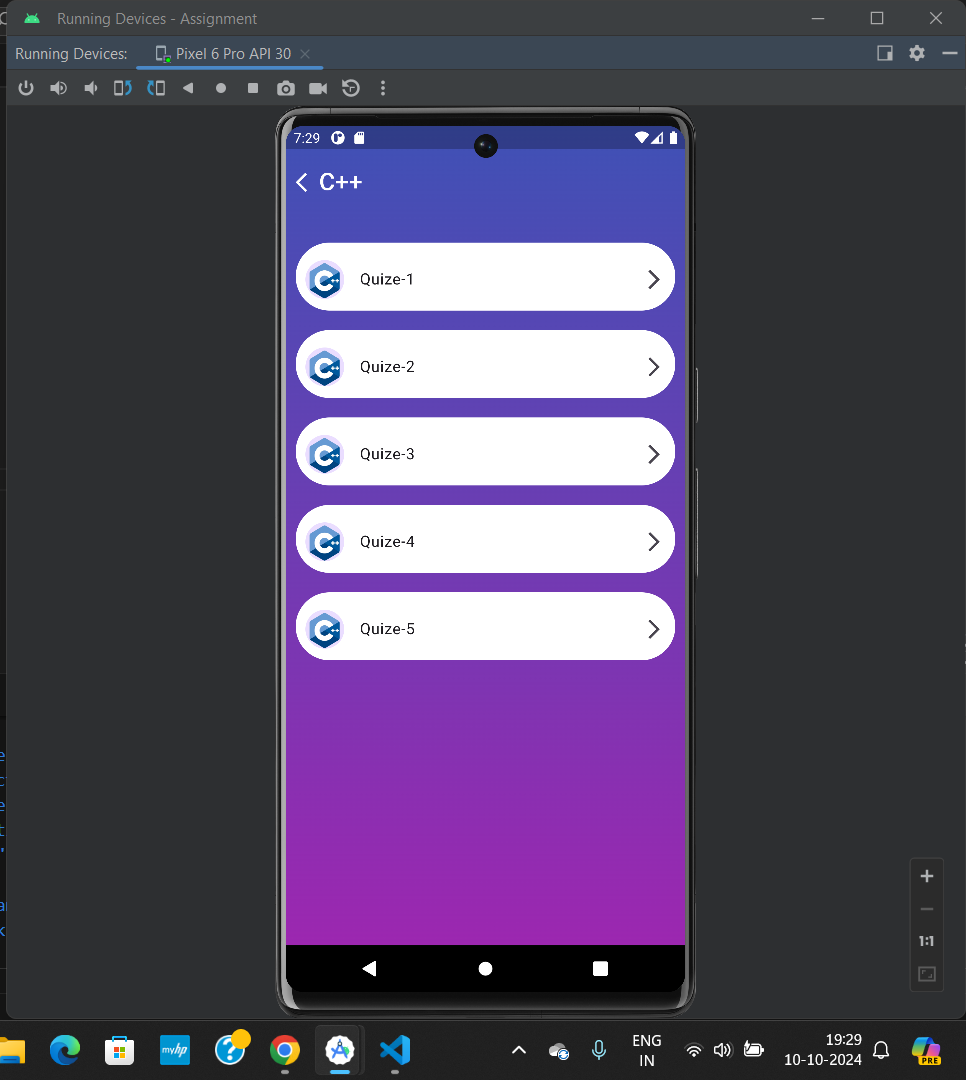 Running Devices - Assignment
Running Devices: Pixel 6 Pro API 30
7:29
C++
Quize-1
Quize-2
Quize-3
Quize-4
Quize-5
1:1
myhp
ENG
IN
19:29
10-10-2024
PRE